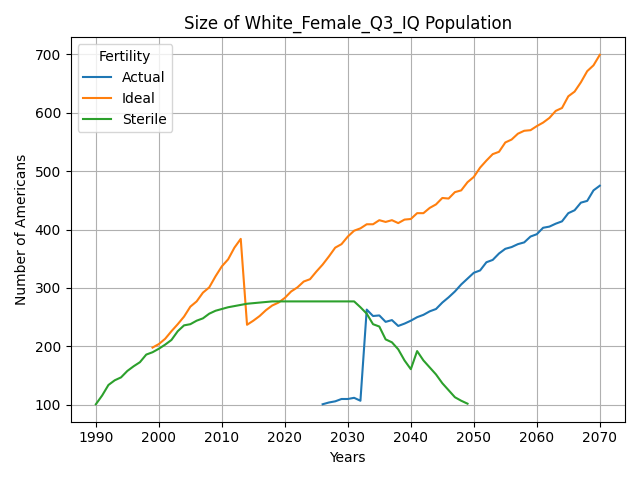 Size of White_Female_Q3_IQ Population
Fertility
Actual
Ideal
Sterile
Number of Americans
700
600
500
400
300
200
100
1990 2000 2010 2020 2030 2040 2050 2060 2070
Years